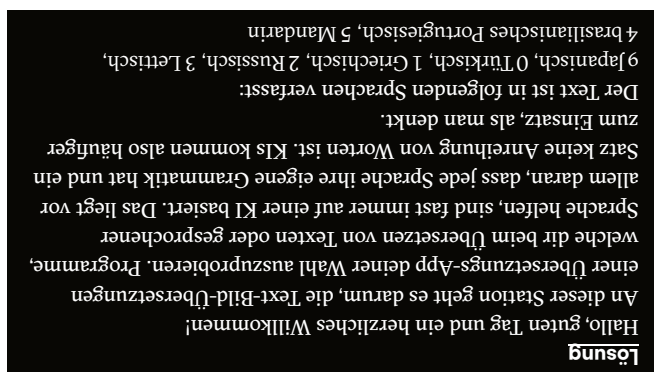 Lösung
Hallo, guten Tag und ein herzliches Willkommen!
An dieser Station geht es darum, die Text-Bild-Übersetzungen
einer Übersetzungs-App deiner Wahl auszuprobieren. Programme,
welche dir beim Übersetzen von Texten oder gesprochener
Sprache helfen, sind fast immer auf einer KI basiert. Das liegt vor
allem daran, dass jede Sprache ihre eigene Grammatik hat und ein
Satz keine Anreihung von Worten ist. KIs kommen also häufiger
zum Einsatz, als man denkt.
Der Text ist in folgenden Sprachen verfasst:
9 Japanisch, 0 Türkisch, 1 Griechisch, 2 Russisch, 3 Lettisch,
4 brasilianisches Portugiesisch, 5 Mandarin